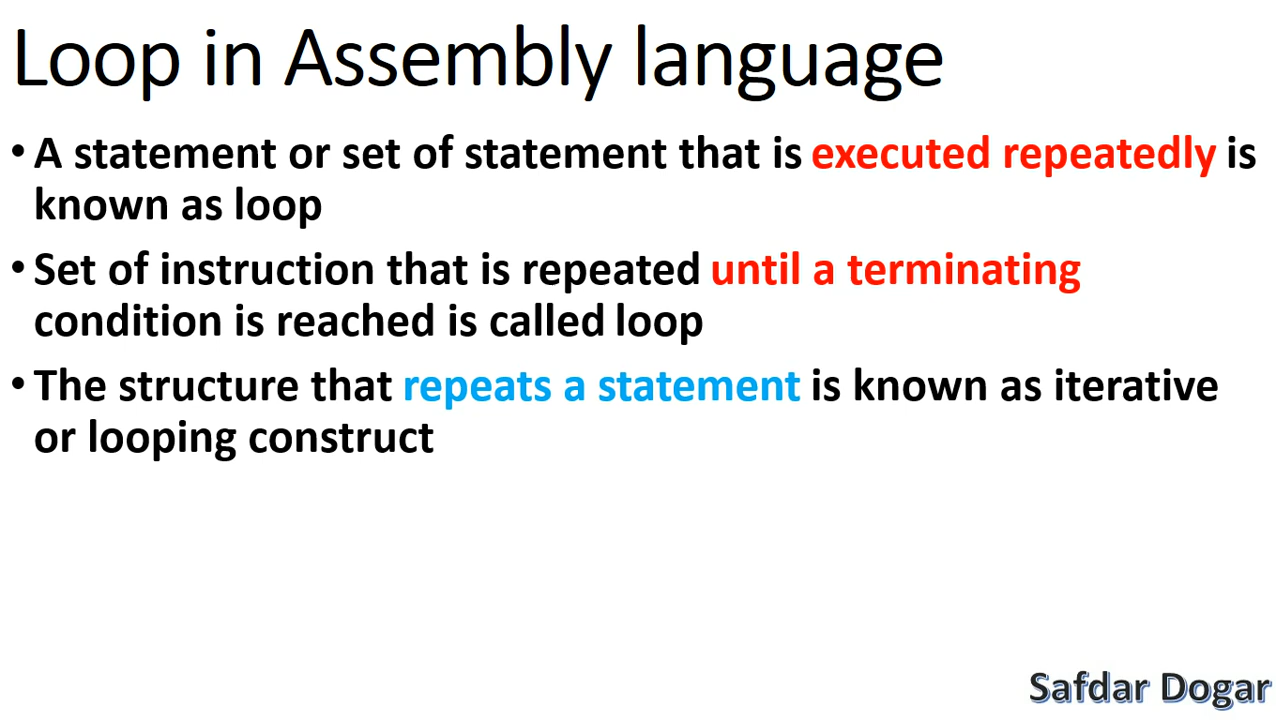 Loop in Assembly language
• A statement or set of statement that is executed repeatedly is
known as loop
• Set of instruction that is repeated until a terminating
condition is reached is called loop
• The structure that repeats a statement is known as iterative
or looping construct
Safdar Dogar